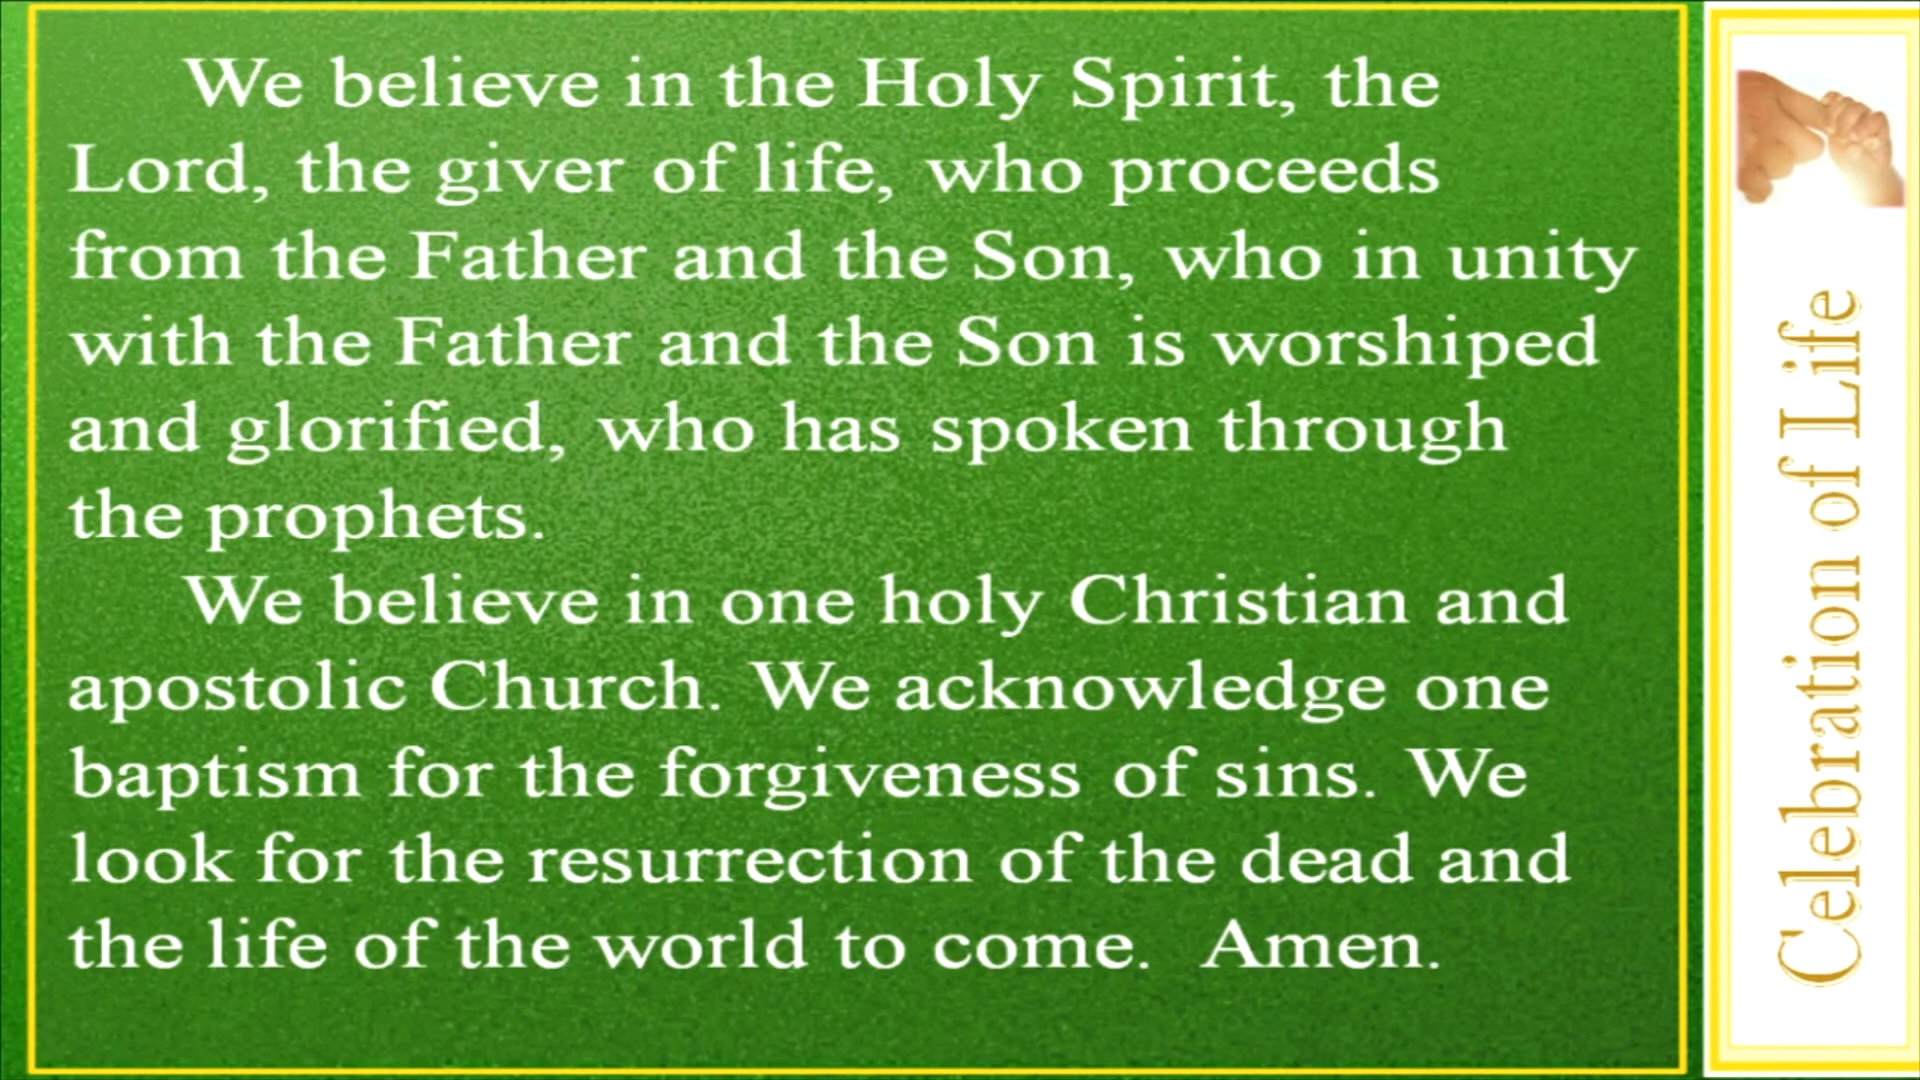 We believe in the Holy Spirit, the
Lord, the giver of life, who proceeds
from the Father and the Son, who in unity
with the Father and the Son is worshiped
and glorified, who has spoken through
the prophets.
We believe in one holy Christian and
apostolic Church. We acknowledge one
baptism for the forgiveness of sins. We
look for the resurrection of the dead and
the life of the world to come. Amen.
Celebration of Life